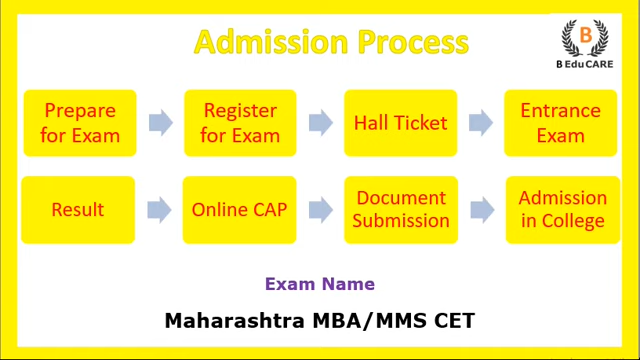 Admission Process
B
B EduCARE
Prepare
for Exam
Register
for Exam
Hall Ticket
Entrance
Exam
Result
Online CAP
Document
Submission
Admission
in College
Exam Name
Maharashtra MBA/MMS CET